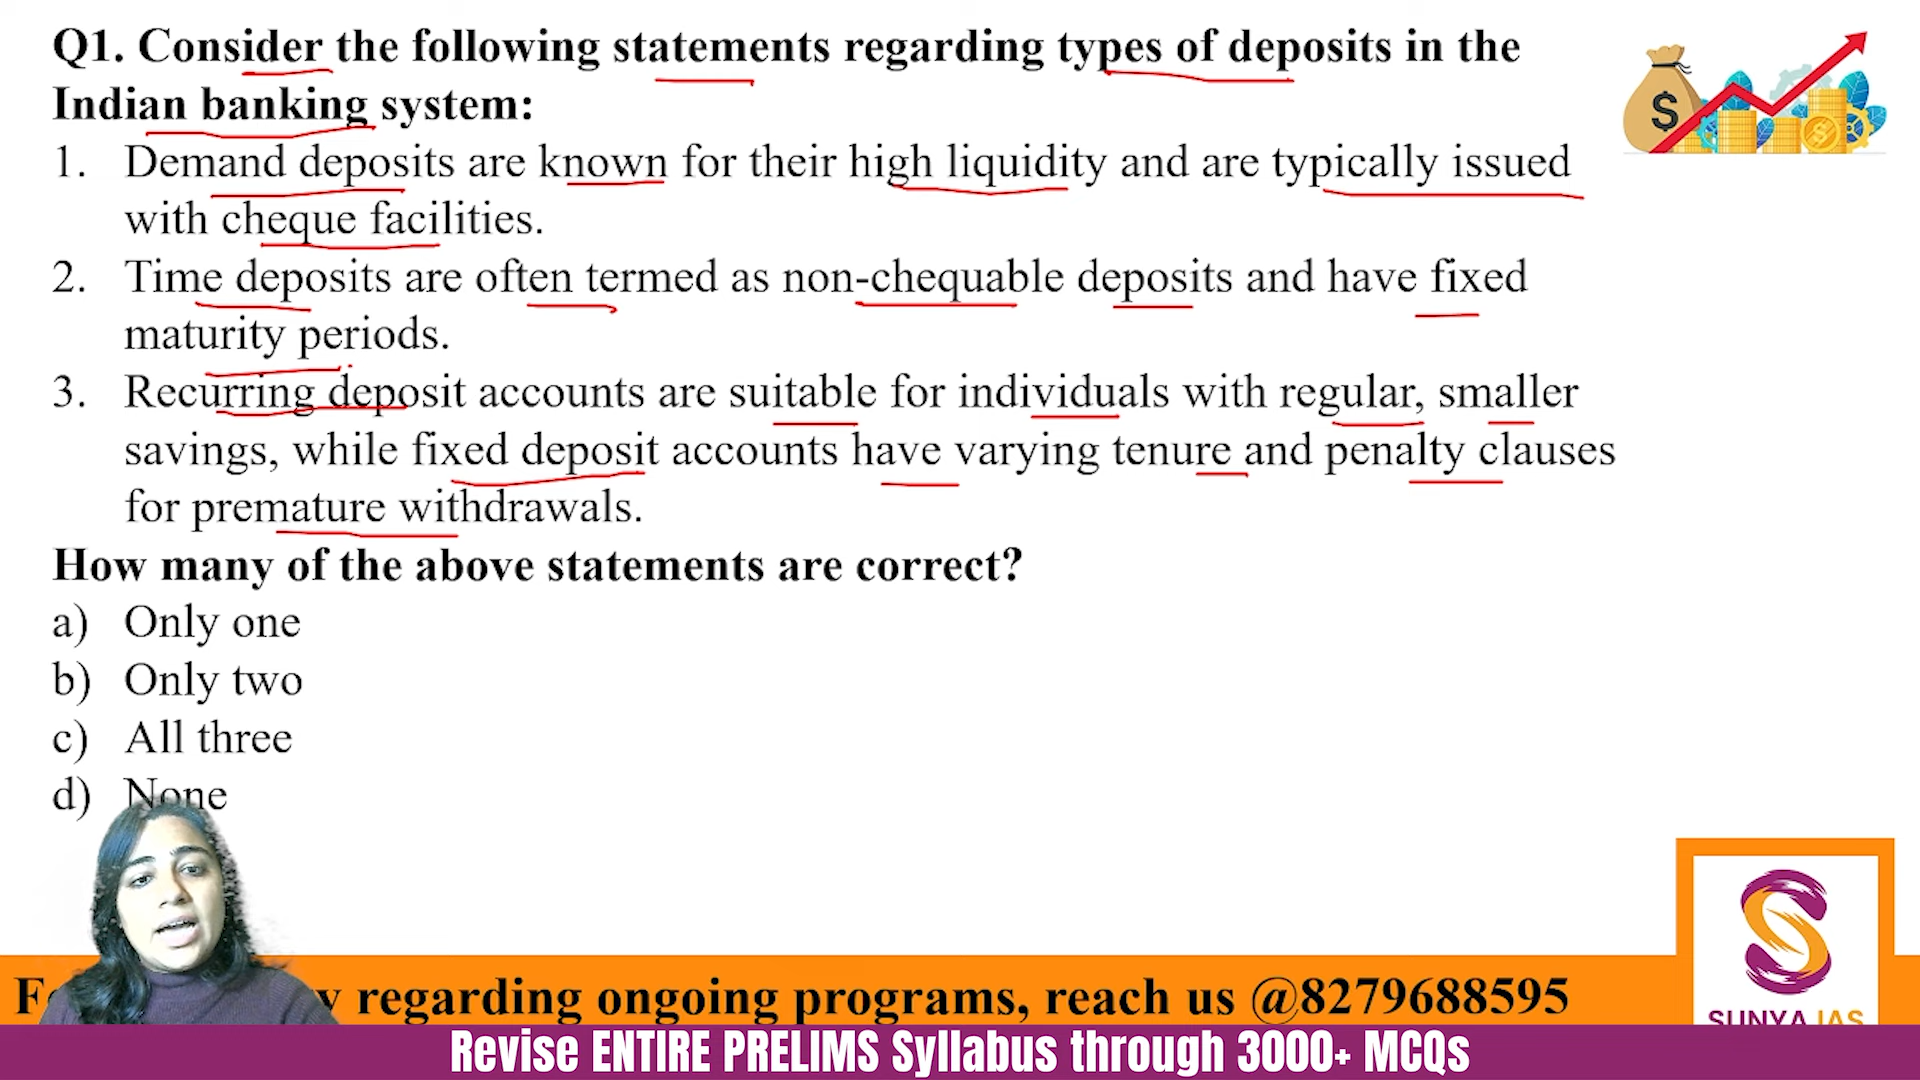 Q1. Consider the following statements regarding types of deposits in the
Indian banking system:
1. Demand deposits are known for their high liquidity and are typically issued
with cheque facilities.
2. Time deposits are often termed as non-chequable deposits and have fixed
maturity periods.
3. Recurring deposit accounts are suitable for individuals with regular, smaller
savings, while fixed deposit accounts have varying tenure and penalty clauses
for premature withdrawals.
How many of the above statements are correct?
a) Only one
b) Only two
c) All three
d) None
regarding ongoing programs, reach us @8279688595
SUNYA IAS
Revise ENTIRE PRELIMS Syllabus through 3000+ MCQs